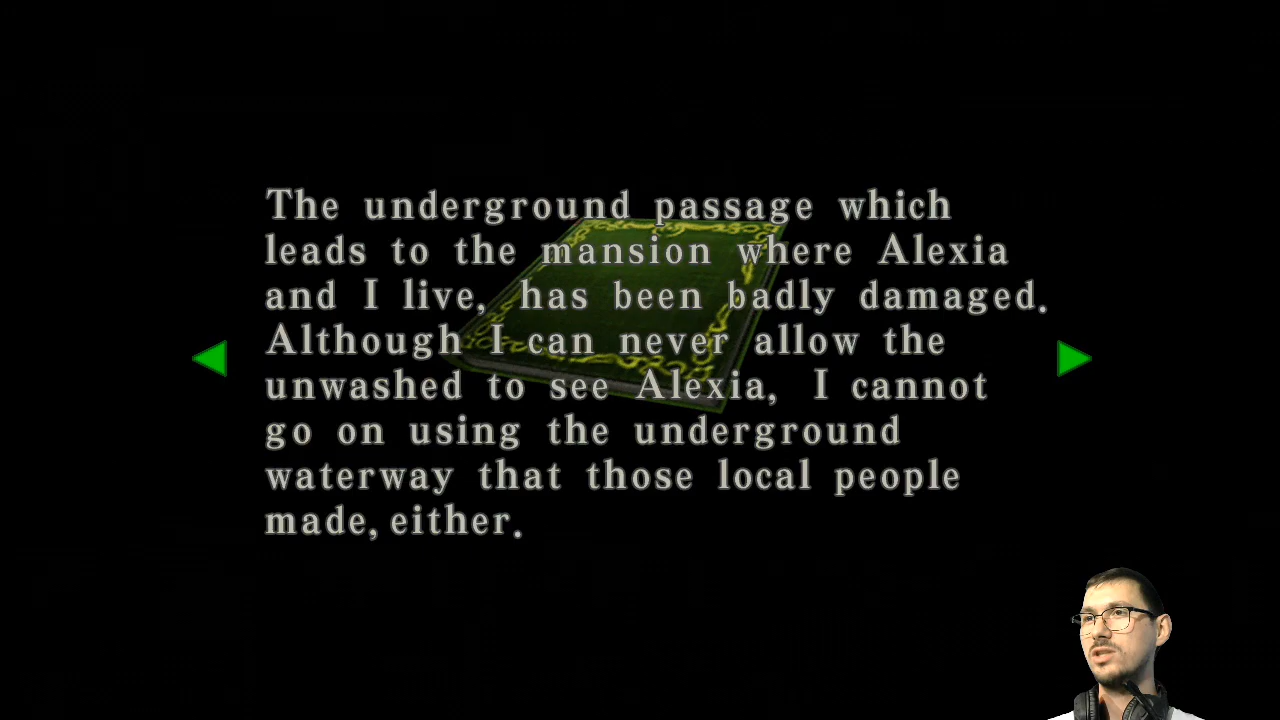 The underground passage which
leads to the mansion where Alexia
and I live, has been badly damaged.
Although I can never allow the
unwashed to see Alexia, I cannot
go on using the underground
waterway that those local people
made, either.